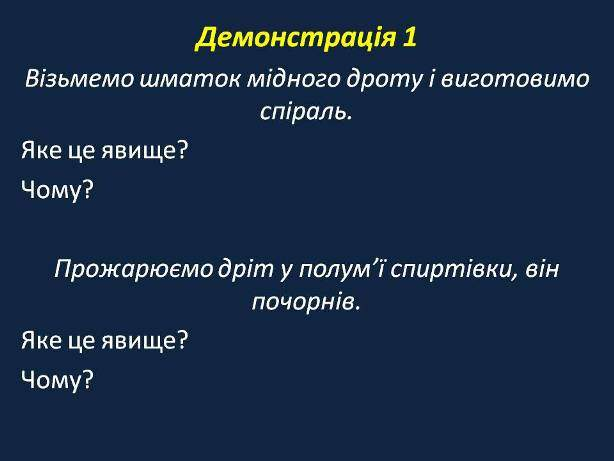 Демонстрація 1
Візьмемо шматок мідного дроту і виготовимо
спіраль.
Яке це явище?
Чому?
Прожарюємо дріт у полум’ї спиртівки, він
почорнів.
Яке це явище?
Чому?